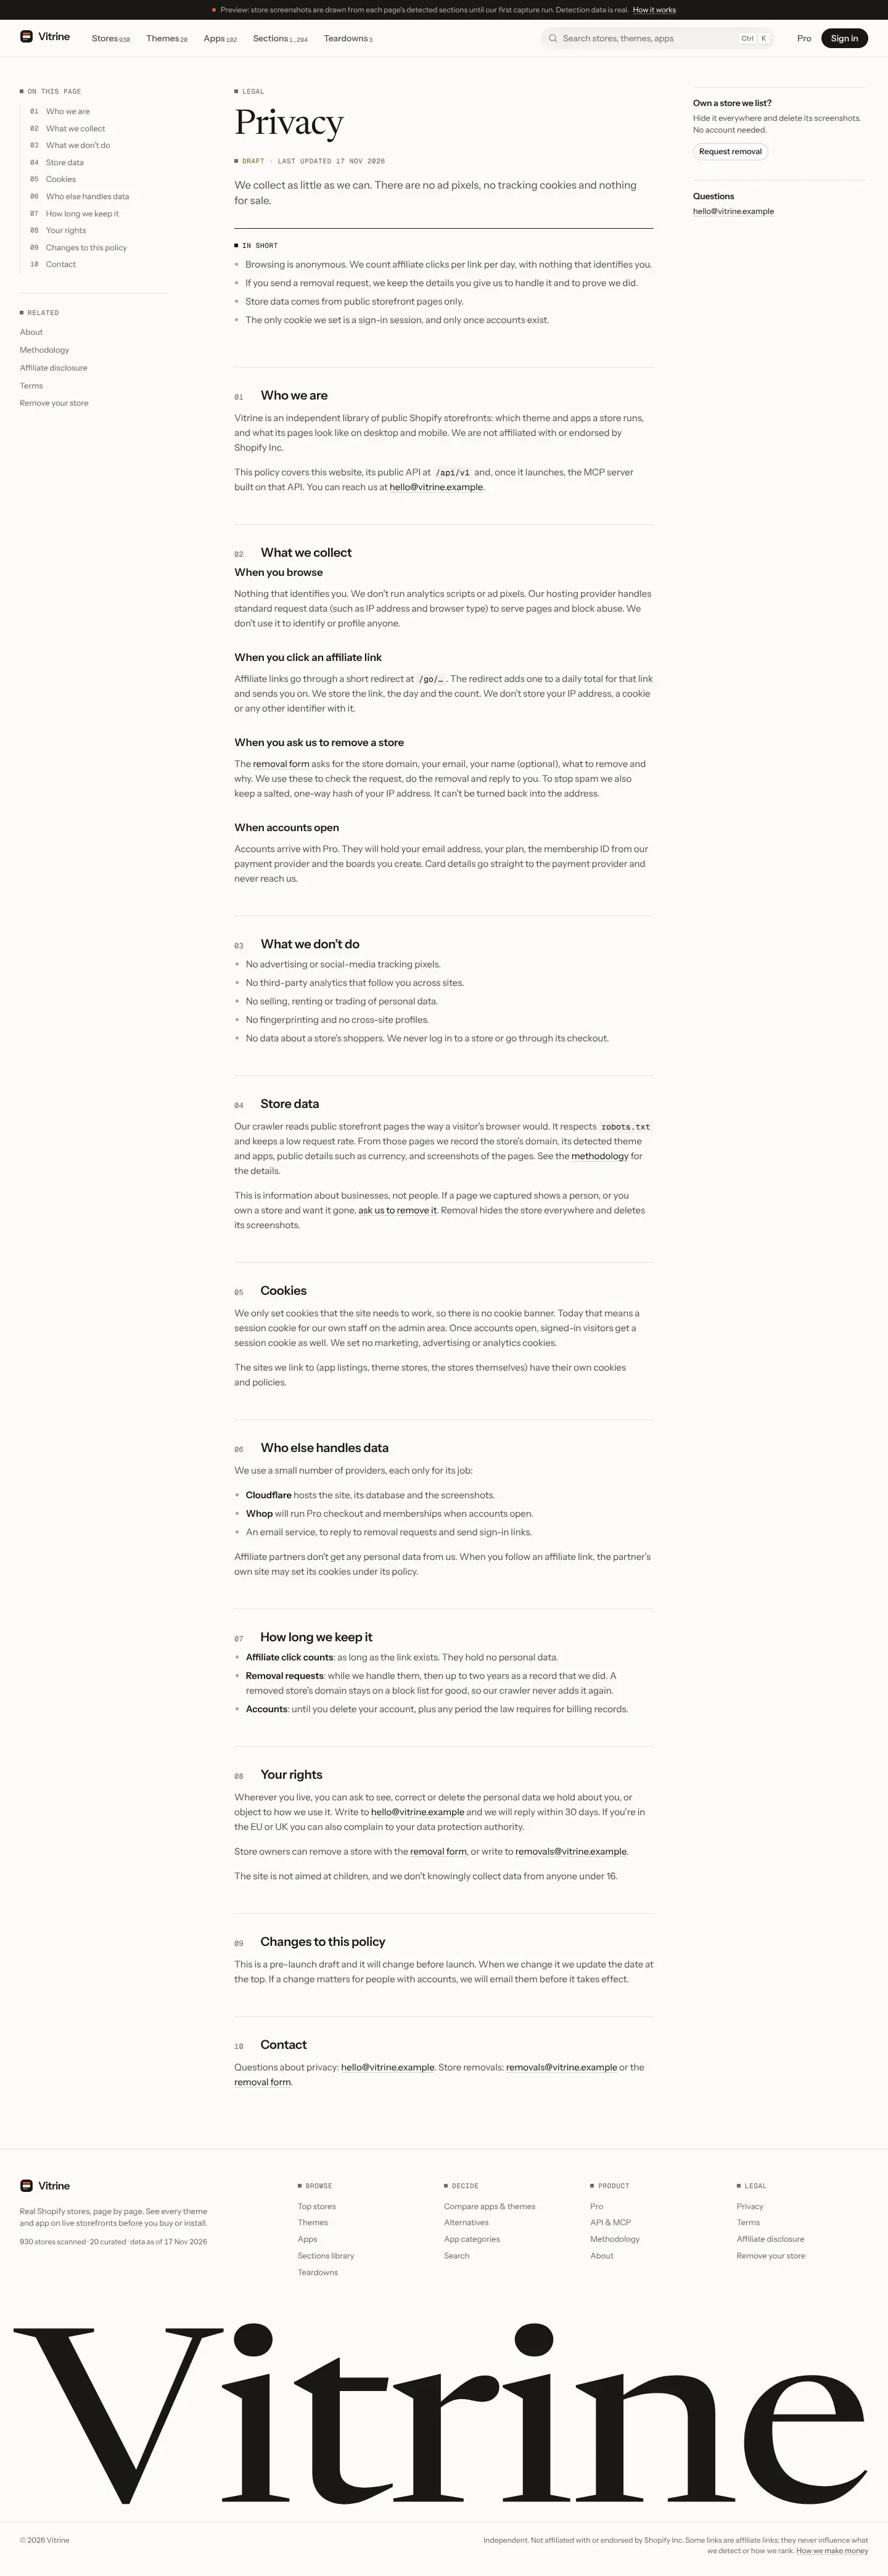 Preview: store screenshots are drawn from each page's detected sections until our first capture run. Detection data is real. How it works
Vitrine
Stores 930
Themes 20
Apps 102
Sections 1,294
Teardowns 3
Search stores, themes, apps
Ctrl K
Pro
Sign in
ON THIS PAGE
01 Who we are
02 What we collect
03 What we don't do
04 Store data
05 Cookies
06 Who else handles data
07 How long we keep it
08 Your rights
09 Changes to this policy
10 Contact
RELATED
About
Methodology
Affiliate disclosure
Terms
Remove your store
LEGAL
Privacy
DRAFT · LAST UPDATED 17 NOV 2026
We collect as little as we can. There are no ad pixels, no tracking cookies and nothing
for sale.
IN SHORT
Browsing is anonymous. We count affiliate clicks per link per day, with nothing that identifies you.
If you send a removal request, we keep the details you give us to handle it and to prove we did.
Store data comes from public storefront pages only.
The only cookie we set is a sign-in session, and only once accounts exist.
01 Who we are
Vitrine is an independent library of public Shopify storefronts: which theme and apps a store runs,
and what its pages look like on desktop and mobile. We are not affiliated with or endorsed by
Shopify Inc.
This policy covers this website, its public API at /api/v1 and, once it launches, the MCP server
built on that API. You can reach us at hello@vitrine.example.
02 What we collect
When you browse
Nothing that identifies you. We don't run analytics scripts or ad pixels. Our hosting provider handles
standard request data (such as IP address and browser type) to serve pages and block abuse. We
don't use it to identify or profile anyone.
When you click an affiliate link
Affiliate links go through a short redirect at /go/… . The redirect adds one to a daily total for that link
and sends you on. We store the link, the day and the count. We don't store your IP address, a cookie
or any other identifier with it.
When you ask us to remove a store
The removal form asks for the store domain, your email, your name (optional), what to remove and
why. We use these to check the request, do the removal and reply to you. To stop spam we also
keep a salted, one-way hash of your IP address. It can't be turned back into the address.
When accounts open
Accounts arrive with Pro. They will hold your email address, your plan, the membership ID from our
payment provider and the boards you create. Card details go straight to the payment provider and
never reach us.
03 What we don't do
No advertising or social-media tracking pixels.
No third-party analytics that follow you across sites.
No selling, renting or trading of personal data.
No fingerprinting and no cross-site profiles.
No data about a store's shoppers. We never log in to a store or go through its checkout.
04 Store data
Our crawler reads public storefront pages the way a visitor's browser would. It respects robots.txt
and keeps a low request rate. From those pages we record the store's domain, its detected theme
and apps, public details such as currency, and screenshots of the pages. See the methodology for
the details.
This is information about businesses, not people. If a page we captured shows a person, or you
own a store and want it gone, ask us to remove it. Removal hides the store everywhere and deletes
its screenshots.
05 Cookies
We only set cookies that the site needs to work, so there is no cookie banner. Today that means a
session cookie for our own staff on the admin area. Once accounts open, signed-in visitors get a
session cookie as well. We set no marketing, advertising or analytics cookies.
The sites we link to (app listings, theme stores, the stores themselves) have their own cookies
and policies.
06 Who else handles data
We use a small number of providers, each only for its job:
Cloudflare hosts the site, its database and the screenshots.
Whop will run Pro checkout and memberships when accounts open.
An email service, to reply to removal requests and send sign-in links.
Affiliate partners don't get any personal data from us. When you follow an affiliate link, the partner's
own site may set its cookies under its policy.
07 How long we keep it
Affiliate click counts: as long as the link exists. They hold no personal data.
Removal requests: while we handle them, then up to two years as a record that we did. A
removed store's domain stays on a block list for good, so our crawler never adds it again.
Accounts: until you delete your account, plus any period the law requires for billing records.
08 Your rights
Wherever you live, you can ask to see, correct or delete the personal data we hold about you, or
object to how we use it. Write to hello@vitrine.example and we will reply within 30 days. If you're in
the EU or UK you can also complain to your data protection authority.
Store owners can remove a store with the removal form, or write to removals@vitrine.example.
The site is not aimed at children, and we don't knowingly collect data from anyone under 16.
09 Changes to this policy
This is a pre-launch draft and it will change before launch. When we change it we update the date at
the top. If a change matters for people with accounts, we will email them before it takes effect.
10 Contact
Questions about privacy: hello@vitrine.example. Store removals: removals@vitrine.example or the
removal form.
Own a store we list?
Hide it everywhere and delete its screenshots.
No account needed.
Request removal
Questions
hello@vitrine.example
Vitrine
Real Shopify stores, page by page. See every theme
and app on live storefronts before you buy or install.
930 stores scanned · 20 curated · data as of 17 Nov 2026
BROWSE
Top stores
Themes
Apps
Sections library
Teardowns
DECIDE
Compare apps & themes
Alternatives
App categories
Search
PRODUCT
Pro
API & MCP
Methodology
About
LEGAL
Privacy
Terms
Affiliate disclosure
Remove your store
Vitrine
© 2026 Vitrine
Independent. Not affiliated with or endorsed by Shopify Inc. Some links are affiliate links; they never influence what
we detect or how we rank. How we make money